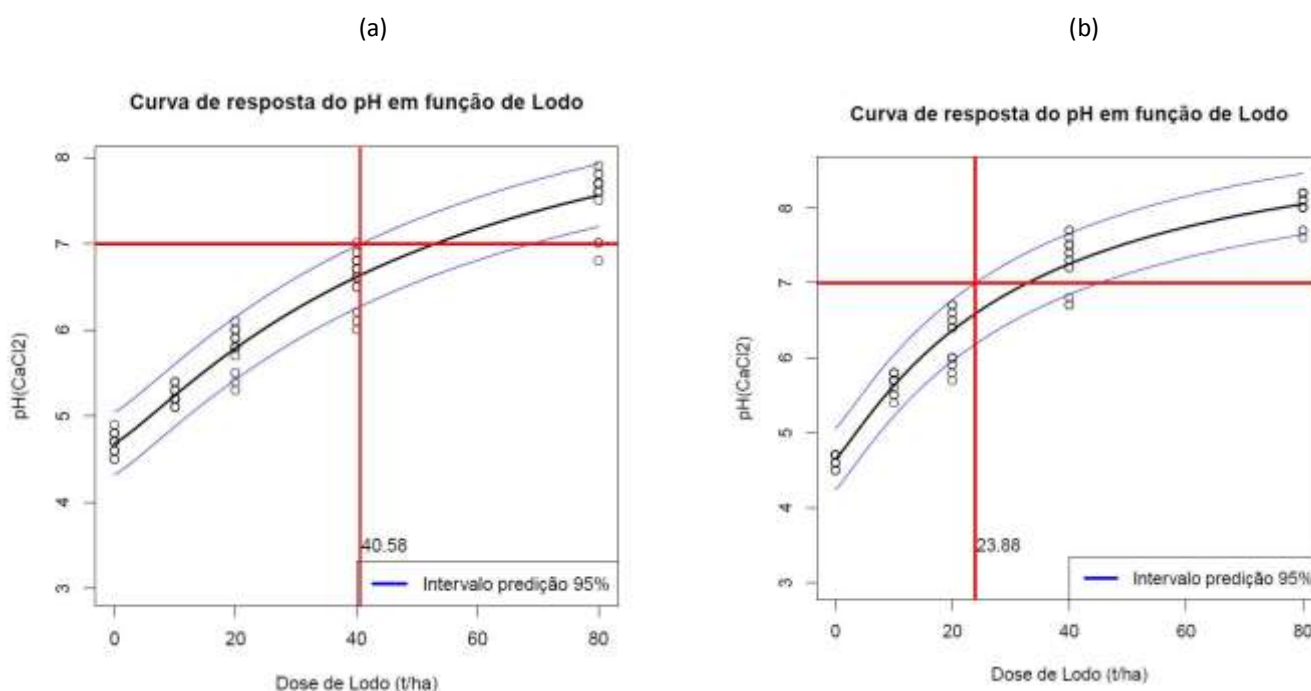 (a)
Curva de resposta do pH em função de Lodo
8
7
6
5
4
3
pH(CaCl2)
40.58
Intervalo predição 95%
0 20 40 60 80
Dose de Lodo (t/ha)
(b)
Curva de resposta do pH em função de Lodo
8
7
6
5
4
3
pH(CaCl2)
23.88
Intervalo predição 95%
0 20 40 60 80
Dose de Lodo (t/ha)